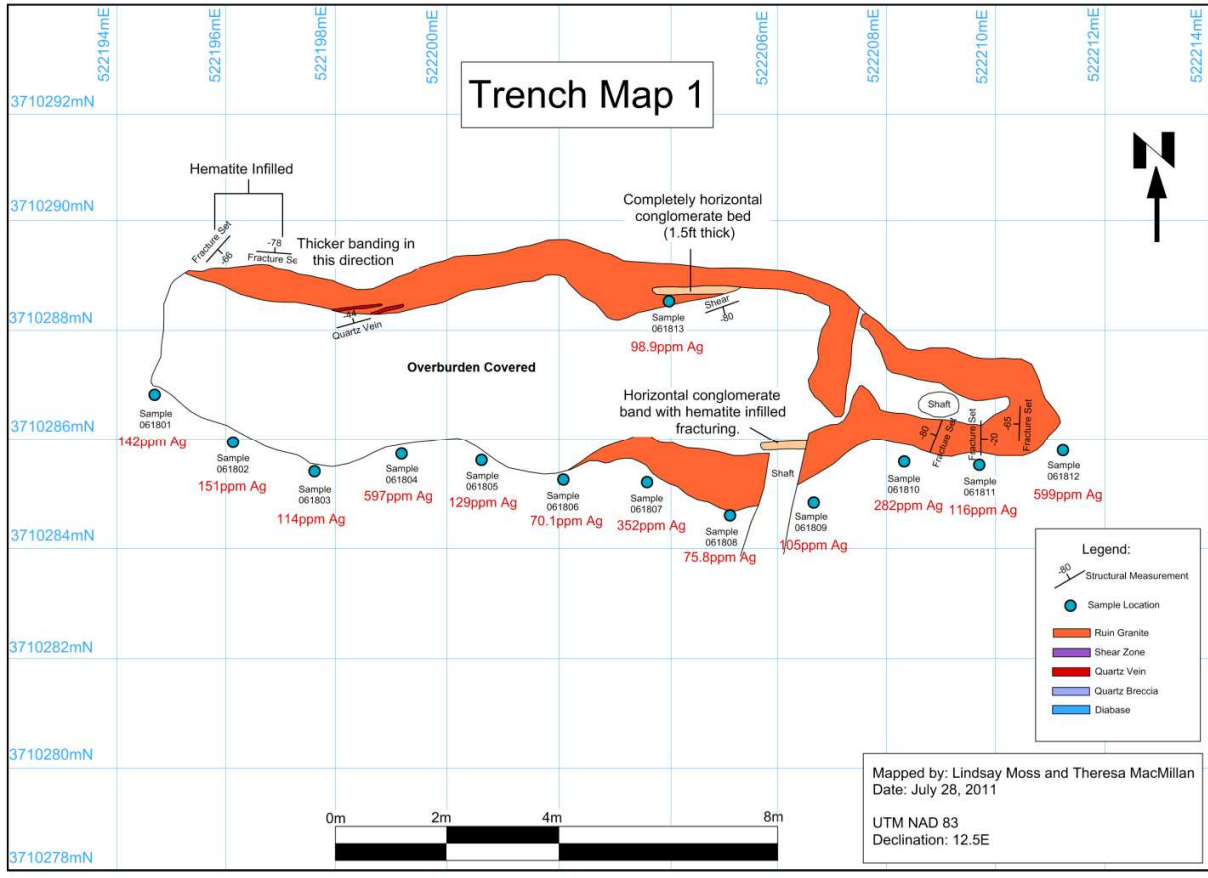 522194mE
522196mE
522198mE
522200mE
522206mE
522208mE
522210mE
522212mE
522214mE
Trench Map 1
3710292mN
3710290mN
3710288mN
3710286mN
3710284mN
3710282mN
3710280mN
3710278mN
Hematite Infilled
Fracture Set
-66
-78
Fracture Se
Thicker banding in
this direction
Completely horizontal
conglomerate bed
(1.5ft thick)
-44
Quartz Vein
Shear
-80
Sample
061813
98.9ppm Ag
Overburden Covered
Horizontal conglomerate
band with hematite infilled
fracturing.
Shaft
Shaft
-80
Fracture Set
Fracture Set
-20
-65
Fracture Set
Sample
061801
142ppm Ag
Sample
061802
151ppm Ag
Sample
061803
114ppm Ag
Sample
061804
597ppm Ag
Sample
061805
129ppm Ag
Sample
061806
70.1ppm Ag
Sample
061807
352ppm Ag
Sample
061808
75.8ppm Ag
Sample
061809
105ppm Ag
Sample
061810
282ppm Ag
Sample
061811
116ppm Ag
Sample
061812
599ppm Ag
Legend:
-80
Structural Measurement
Sample Location
Ruin Granite
Shear Zone
Quartz Vein
Quartz Breccia
Diabase
Mapped by: Lindsay Moss and Theresa MacMillan
Date: July 28, 2011
UTM NAD 83
Declination: 12.5E
0m
2m
4m
8m
N